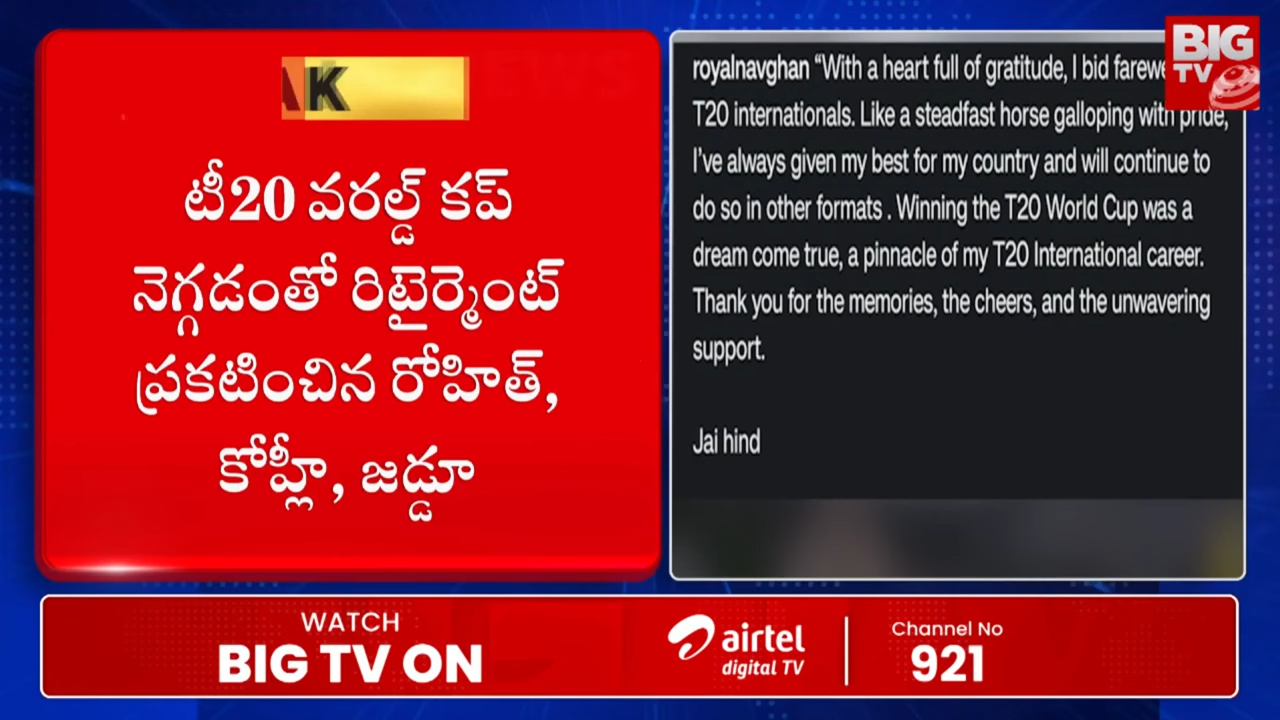 టీ20 వరల్డ్ కప్
నెగ్గడంతో రిటైర్మెంట్
ప్రకటించిన రోహిత్,
కోహ్లీ, జడ్డూ
royalnavghan “With a heart full of gratitude, I bid
T20 internationals. Like a steadfast horse galloping with pride,
I’ve always given my best for my country and will continue to
do so in other formats . Winning the T20 World Cup was a
dream come true, a pinnacle of my T20 International career.
Thank you for the memories, the cheers, and the unwavering
support.
Jai hind
BIG
TV
WATCH
BIG TV ON
airtel
digital TV
Channel No
921